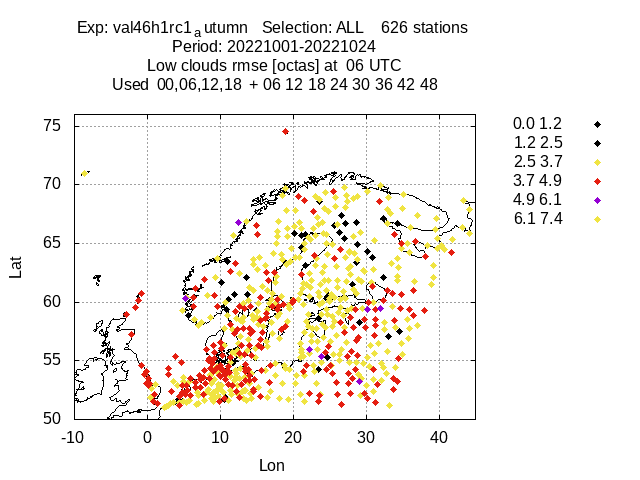 Exp: val46h1rc1autumn   Selection: ALL    626 stations
Period: 20221001-20221024
Low clouds rmse [octas] at  06 UTC
Used  00,06,12,18  + 06 12 18 24 30 36 42 48
0.0 1.2
1.2 2.5
2.5 3.7
3.7 4.9
4.9 6.1
6.1 7.4
75
70
65
60
55
50
Lat
-10 0 10 20 30 40
Lon